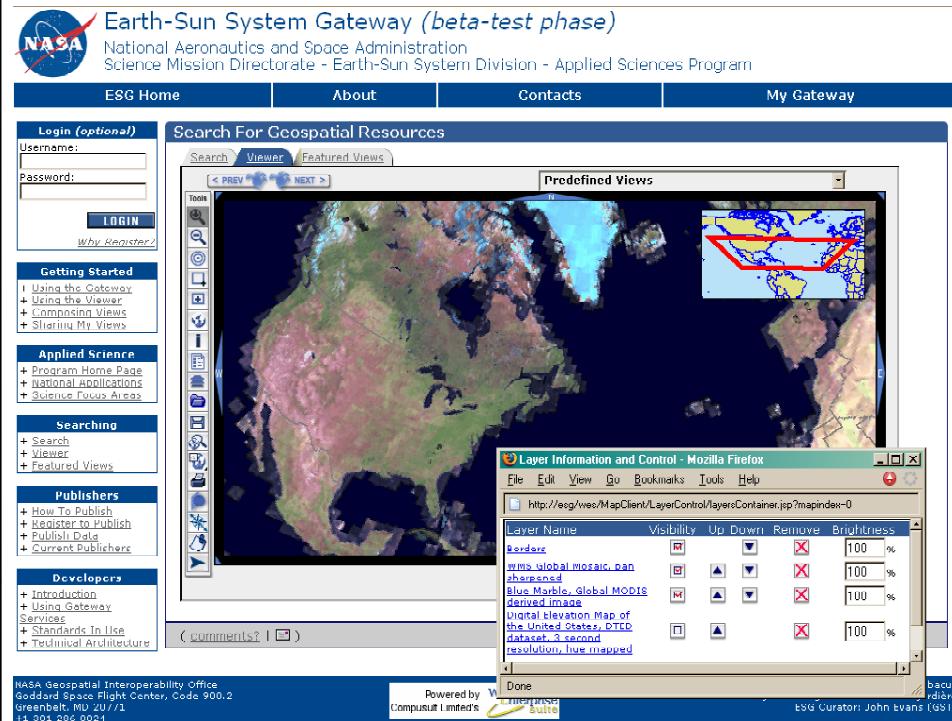 NASA
Earth-Sun System Gateway (beta-test phase)
National Aeronautics and Space Administration
Science Mission Directorate - Earth-Sun System Division - Applied Sciences Program
ESG Home
About
Contacts
My Gateway
Login (optional)
Username:
Password:
LOGIN
Why Register?
Getting Started
+ Using the Gateway
+ Using the Viewer
+ Composing Views
+ Sharing My Views
Applied Science
+ Program Home Page
+ National Applications
+ Science Focus Areas
Searching
+ Search
+ Viewer
+ Featured Views
Publishers
+ How To Publish
+ Register to Publish
+ Publish Data
+ Current Publishers
Developers
+ Introduction
+ Using Gateway
Services
+ Standards In Use
+ Technical Architecture
Search For Geospatial Resources
Search
Viewer
Featured Views
< PREV
NEXT >
Predefined Views
Tools
N
W
E
( comments? | )
Layer Information and Control - Mozilla Firefox
File Edit View Go Bookmarks Tools Help
http://esg/wes/MapClient/LayerControl/layersContainer.jsp?mapindex=0
Layer Name Visibility Up Down Remove Brightness
Borders 100 %
WMS Global Mosaic, pan
sharpened 100 %
Blue Marble, Global MODIS
derived image 100 %
Digital Elevation Map of
the United States, DTED
dataset, 3 second
resolution, hue mapped 100 %
Done
NASA Geospatial Interoperability Office
Goddard Space Flight Center, Code 900.2
Greenbelt, MD 20771
+1 301 286 0024
Powered by
Compusult Limited's
Enterprise
Suite
ESG Curator: John Evans (GST